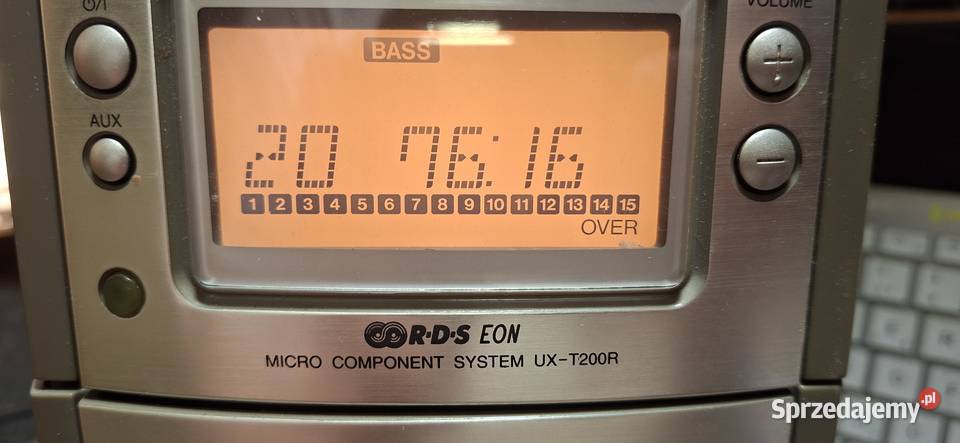 ⏻/I
VOLUME
BASS
AUX
20 76:16
1 2 3 4 5 6 7 8 9 10 11 12 13 14 15
OVER
R·D·S EON
MICRO COMPONENT SYSTEM UX-T200R
Sprzedajemy.pl